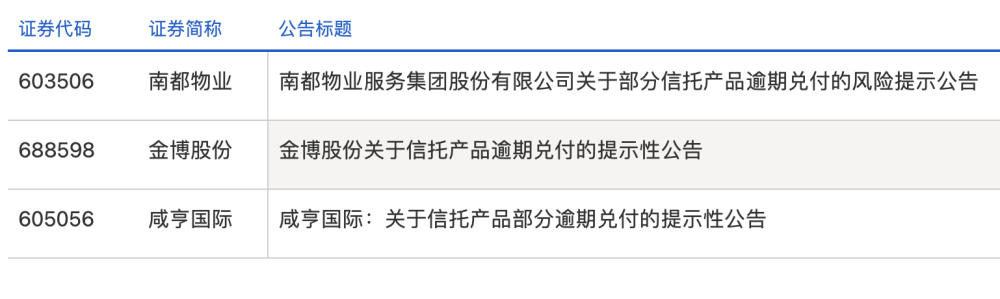 证券代码 证券简称 公告标题
603506 南都物业 南都物业服务集团股份有限公司关于部分信托产品逾期兑付的风险提示公告
688598 金博股份 金博股份关于信托产品逾期兑付的提示性公告
605056 咸亨国际 咸亨国际：关于信托产品部分逾期兑付的提示性公告